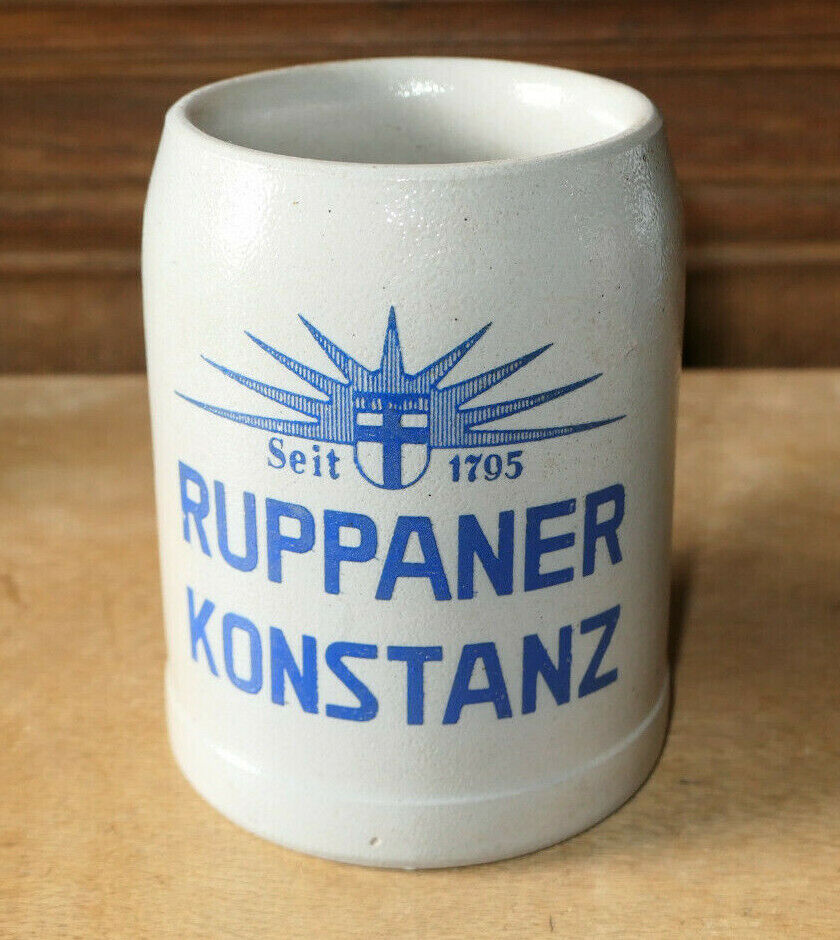 Seit 1795
RUPPANER
KONSTANZ